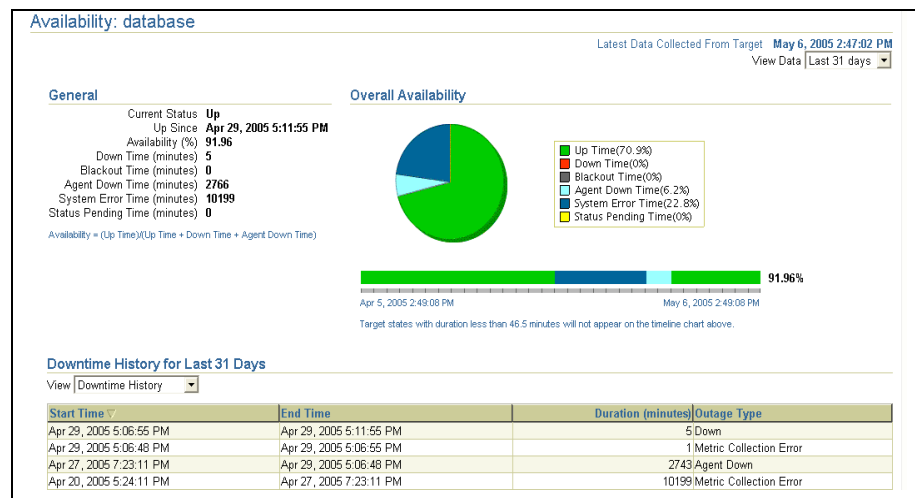 Availability: database
Latest Data Collected From Target May 6, 2005 2:47:02 PM
View Data Last 31 days
General
Current Status Up
Up Since Apr 29, 2005 5:11:55 PM
Availability (%) 91.96
Down Time (minutes) 5
Blackout Time (minutes) 0
Agent Down Time (minutes) 2766
System Error Time (minutes) 10199
Status Pending Time (minutes) 0
Availability = (Up Time)/(Up Time + Down Time + Agent Down Time)
Overall Availability
Up Time(70.9%)
Down Time(0%)
Blackout Time(0%)
Agent Down Time(6.2%)
System Error Time(22.8%)
Status Pending Time(0%)
91.96%
Apr 5, 2005 2:49:08 PM May 6, 2005 2:49:08 PM
Target states with duration less than 46.5 minutes will not appear on the timeline chart above.
Downtime History for Last 31 Days
View Downtime History
Start Time End Time Duration (minutes) Outage Type
Apr 29, 2005 5:06:55 PM Apr 29, 2005 5:11:55 PM 5 Down
Apr 29, 2005 5:06:48 PM Apr 29, 2005 5:06:55 PM 1 Metric Collection Error
Apr 27, 2005 7:23:11 PM Apr 29, 2005 5:06:48 PM 2743 Agent Down
Apr 20, 2005 5:24:11 PM Apr 27, 2005 7:23:11 PM 10199 Metric Collection Error